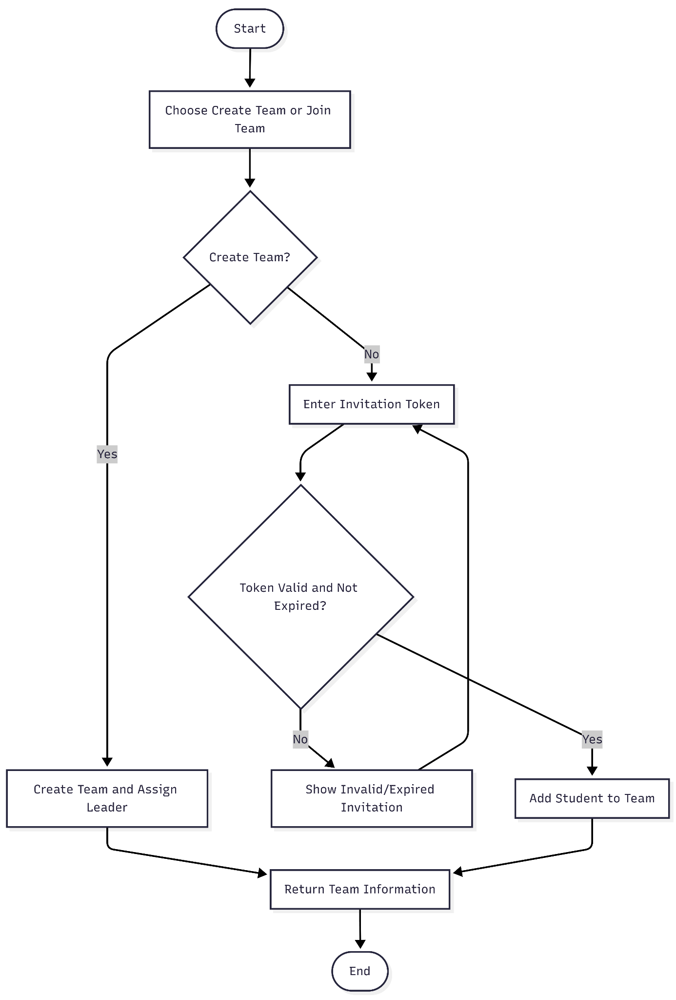 Start
Choose Create Team or Join
Team
Create Team?
No
Enter Invitation Token
Yes
Token Valid and Not
Expired?
No
Yes
Create Team and Assign
Leader
Show Invalid/Expired
Invitation
Add Student to Team
Return Team Information
End